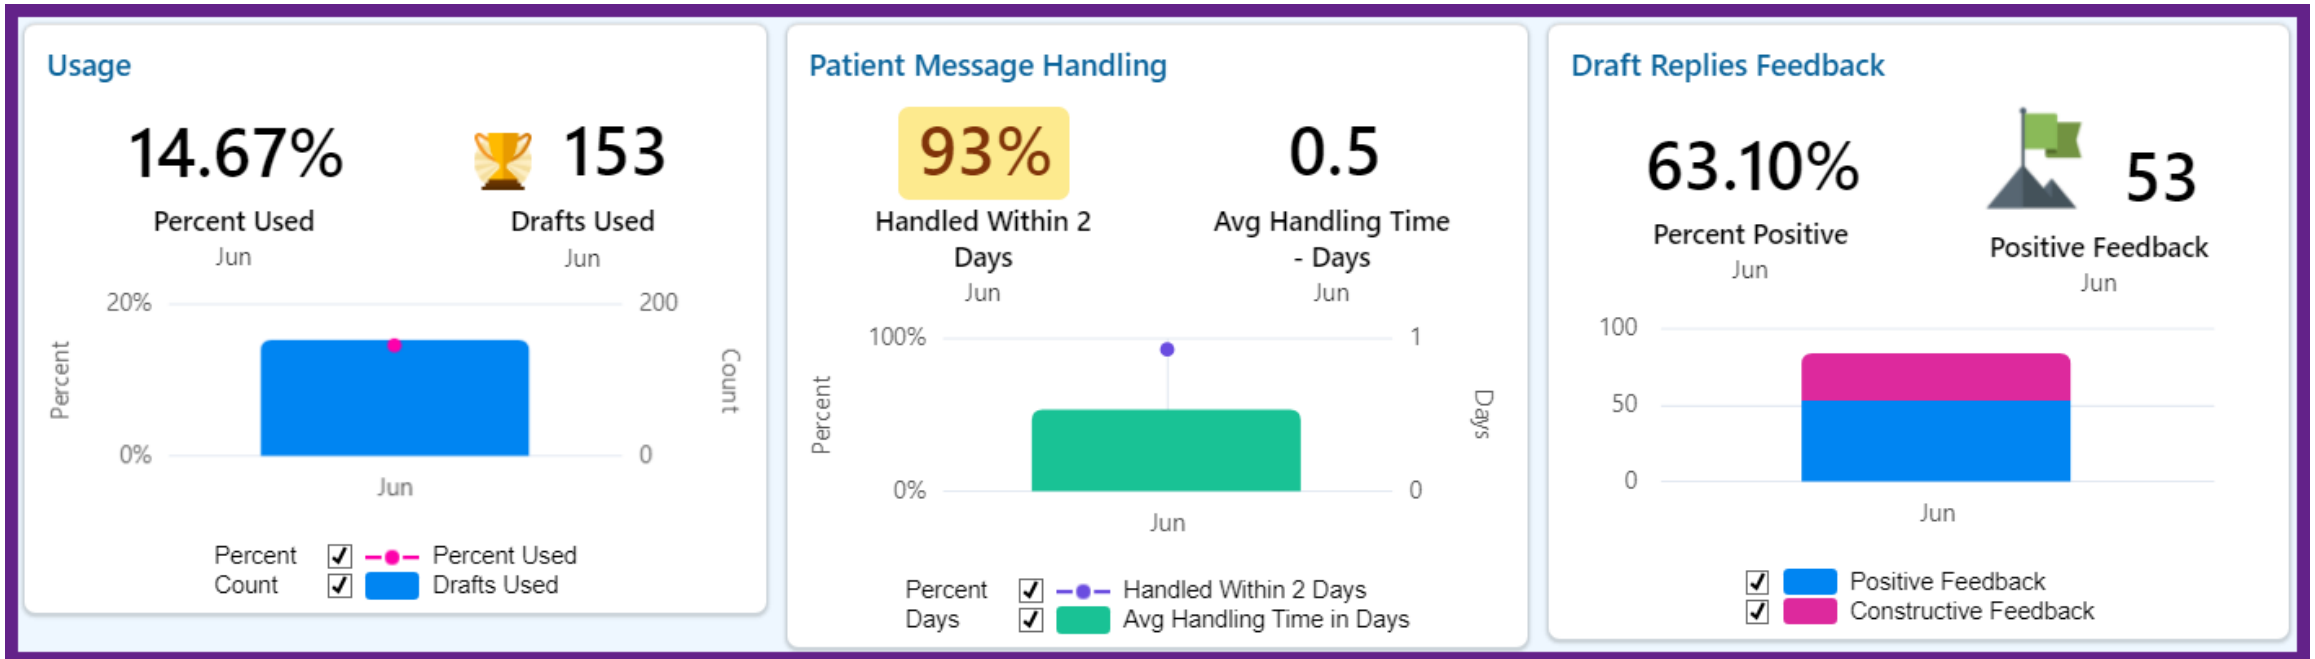 Usage
14.67%
153
Percent Used
Drafts Used
Jun
Jun
20%
200
Percent
Count
0%
0
Jun
Percent
Percent Used
Count
Drafts Used
Patient Message Handling
93%
0.5
Handled Within 2
Days
Avg Handling Time
- Days
Jun
Jun
100%
1
Percent
Days
0%
0
Jun
Percent
Handled Within 2 Days
Days
Avg Handling Time in Days
Draft Replies Feedback
63.10%
53
Percent Positive
Positive Feedback
Jun
Jun
100
50
0
Jun
Positive Feedback
Constructive Feedback